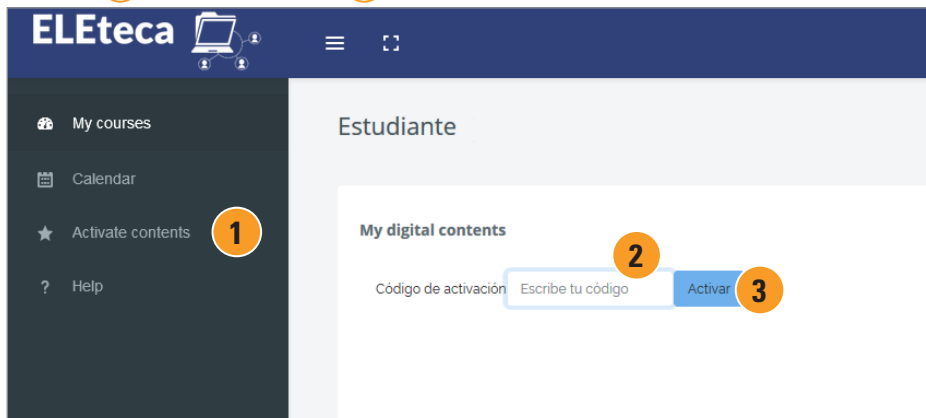 ELEteca
My courses
Estudiante
Calendar
Activate contents 1
My digital contents
2
Código de activación Escribe tu código Activar 3
? Help